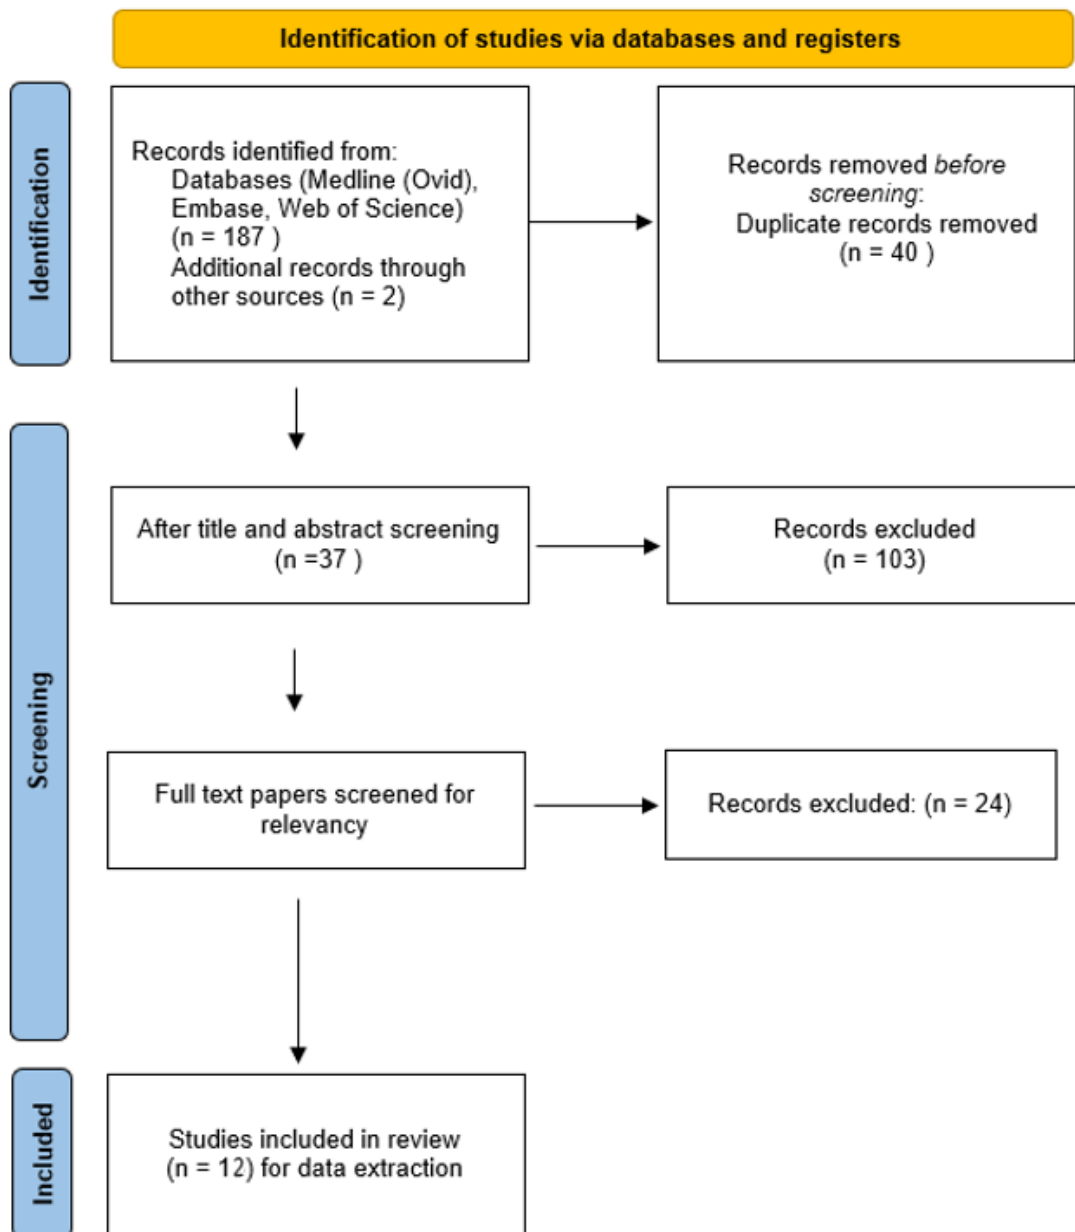 Identification of studies via databases and registers
Identification
Records identified from:
Databases (Medline (Ovid),
Embase, Web of Science)
(n = 187 )
Additional records through
other sources (n = 2)
Records removed before
screening:
Duplicate records removed
(n = 40 )
Screening
After title and abstract screening
(n =37 )
Records excluded
(n = 103)
Full text papers screened for
relevancy
Records excluded: (n = 24)
Included
Studies included in review
(n = 12) for data extraction